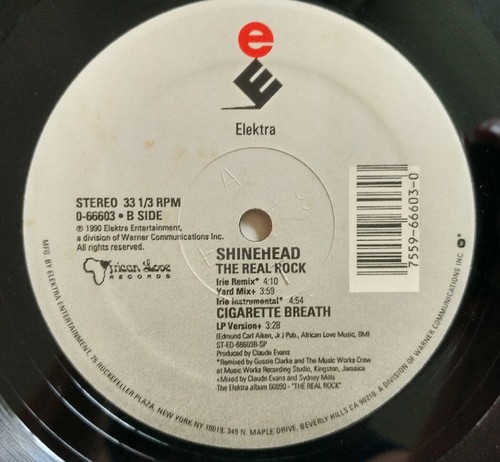 e
E
Elektra
STEREO 33 1/3 RPM
0-66603 • B SIDE
℗ 1990 Elektra Entertainment,
a division of Warner Communications Inc.
All rights reserved.
African Love
RECORDS
7559-66603-0
SHINEHEAD
THE REAL ROCK
Irie Remix* 4:10
Yard Mix+ 3:59
Irie Instrumental* 4:54
CIGARETTE BREATH
LP Version+ 3:28
(Edmund Carl Aiken, Jr.) Pub., African Love Music, BMI
ST-ED-66603B-SP
Produced by Claude Evans
*Remixed by Gussie Clarke and The Music Works Crew
at Music Works Recording Studio, Kingston, Jamaica
+Mixed by Claude Evans and Sydney Mills
The Elektra album 60890 - "THE REAL ROCK"
MFG. BY ELEKTRA ENTERTAINMENT, 75 ROCKEFELLER PLAZA, NEW YORK NY 10019, 345 N. MAPLE DRIVE, BEVERLY HILLS CA 90210. A DIVISION OF WARNER COMMUNICATIONS INC